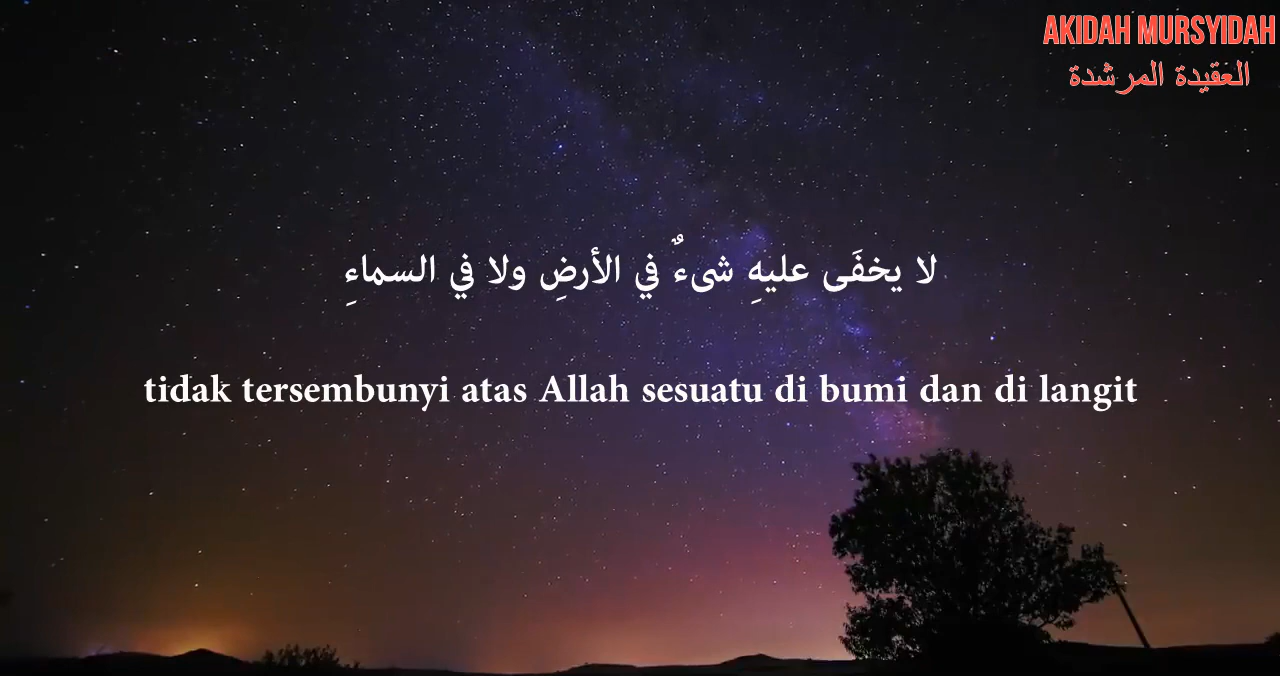 AKIDAH MURSYIDAH
العقيدة المرشدة
لا يخفَى عليهِ شىءٌ في الأرضِ ولا في السماءِ
tidak tersembunyi atas Allah sesuatu di bumi dan di langit